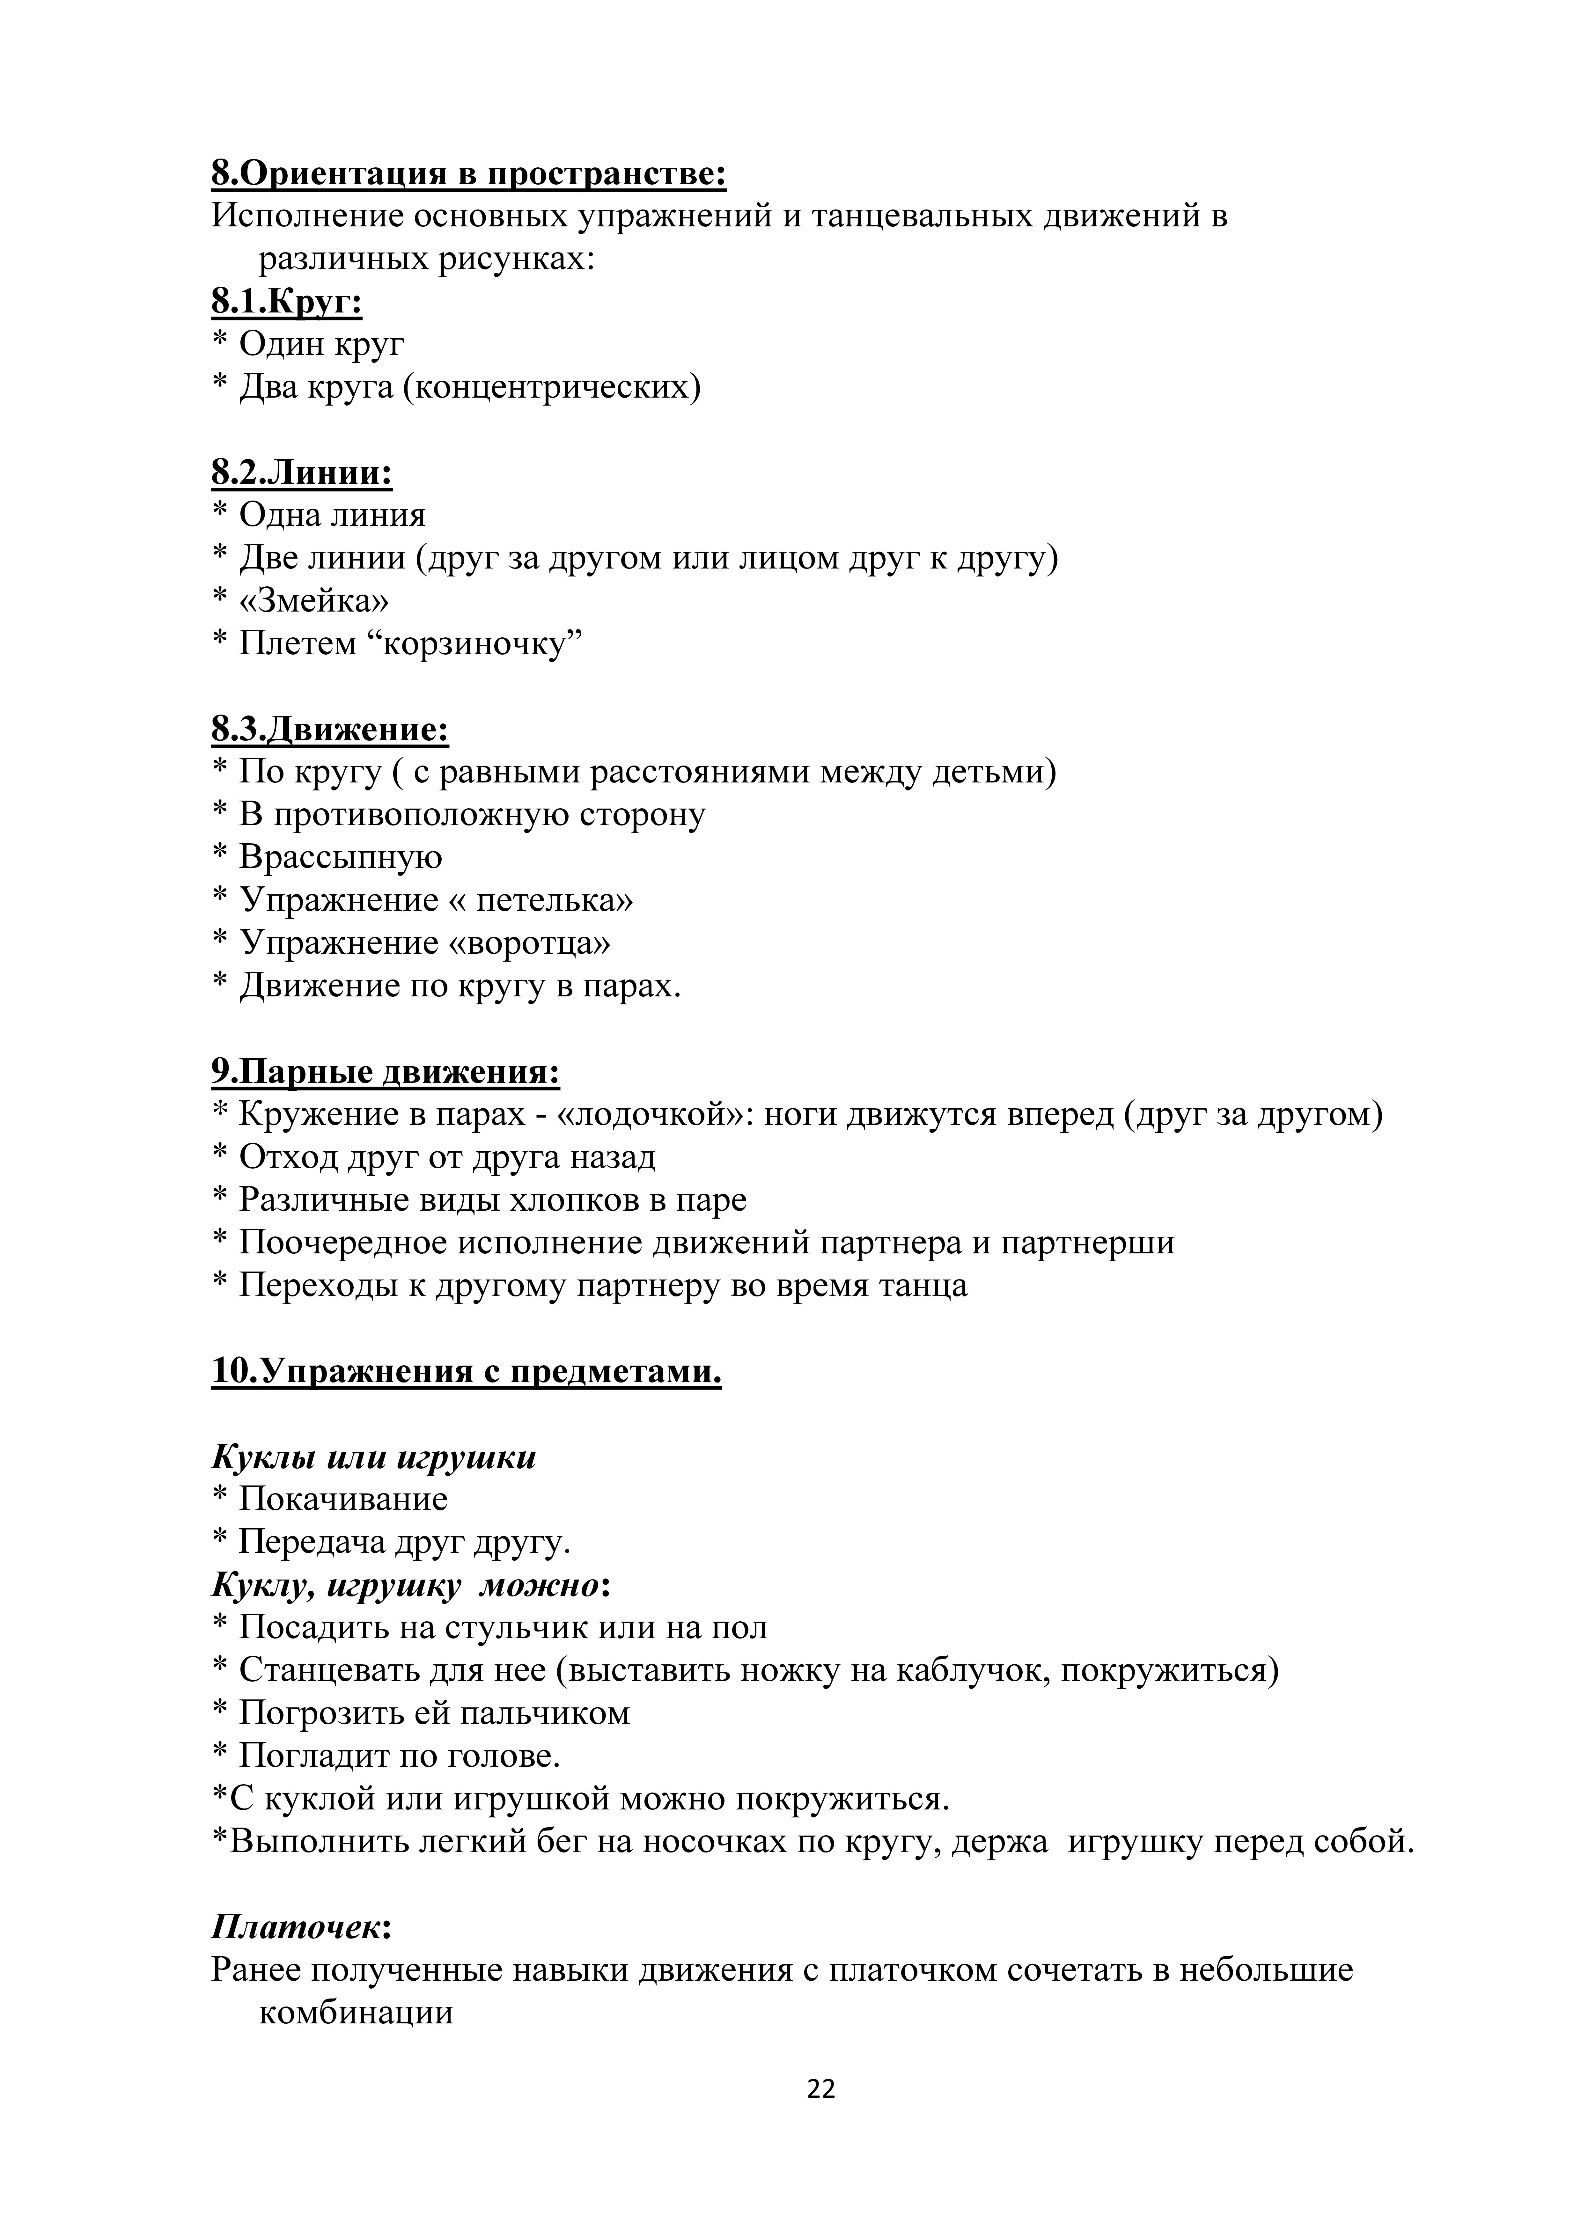 8.Ориентация в пространстве:
Исполнение основных упражнений и танцевальных движений в
различных рисунках:
8.1.Круг:
* Один круг
* Два круга (концентрических)
8.2.Линии:
* Одна линия
* Две линии (друг за другом или лицом друг к другу)
* «Змейка»
* Плетем “корзиночку”
8.3.Движение:
* По кругу ( с равными расстояниями между детьми)
* В противоположную сторону
* Врассыпную
* Упражнение « петелька»
* Упражнение «воротца»
* Движение по кругу в парах.
9.Парные движения:
* Кружение в парах - «лодочкой»: ноги движутся вперед (друг за другом)
* Отход друг от друга назад
* Различные виды хлопков в паре
* Поочередное исполнение движений партнера и партнерши
* Переходы к другому партнеру во время танца
10.Упражнения с предметами.
Куклы или игрушки
* Покачивание
* Передача друг другу.
Куклу, игрушку  можно:
* Посадить на стульчик или на пол
* Станцевать для нее (выставить ножку на каблучок, покружиться)
* Погрозить ей пальчиком
* Погладит по голове.
*С куклой или игрушкой можно покружиться.
*Выполнить легкий бег на носочках по кругу, держа  игрушку перед собой.
Платочек:
Ранее полученные навыки движения с платочком сочетать в небольшие
комбинации
22